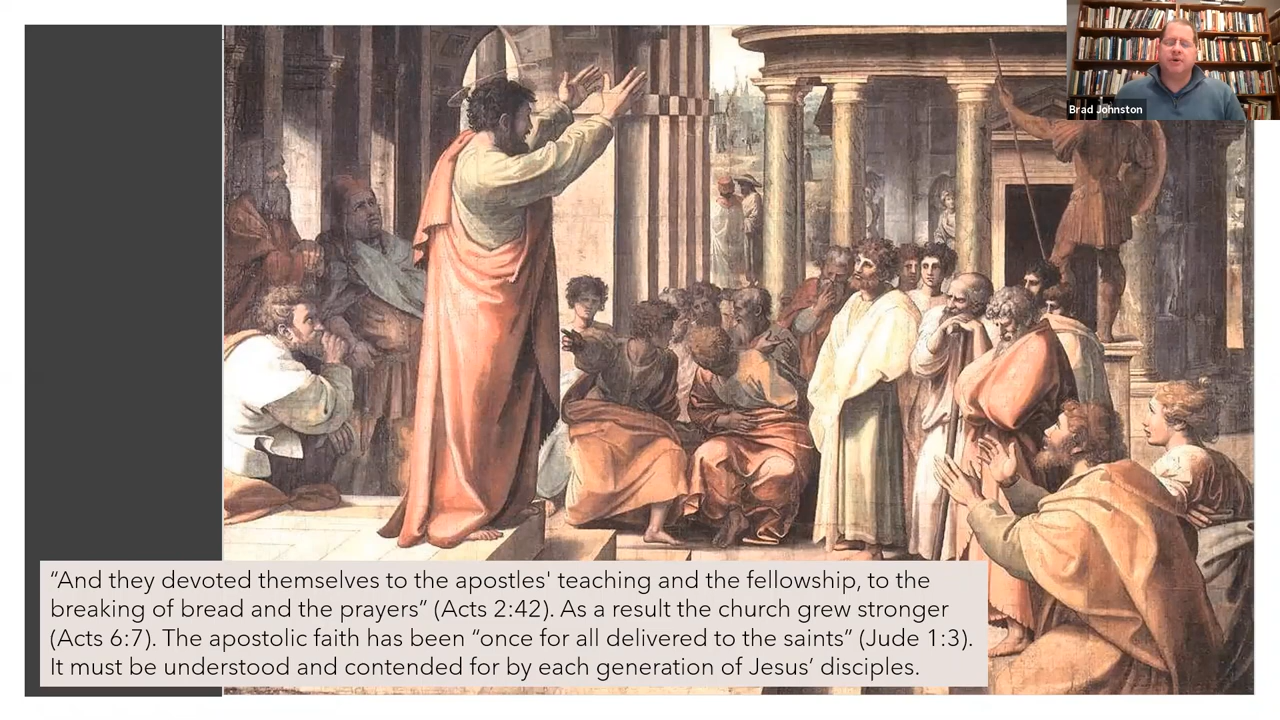 Brad Johnston
“And they devoted themselves to the apostles' teaching and the fellowship, to the
breaking of bread and the prayers” (Acts 2:42). As a result the church grew stronger
(Acts 6:7). The apostolic faith has been “once for all delivered to the saints” (Jude 1:3).
It must be understood and contended for by each generation of Jesus’ disciples.